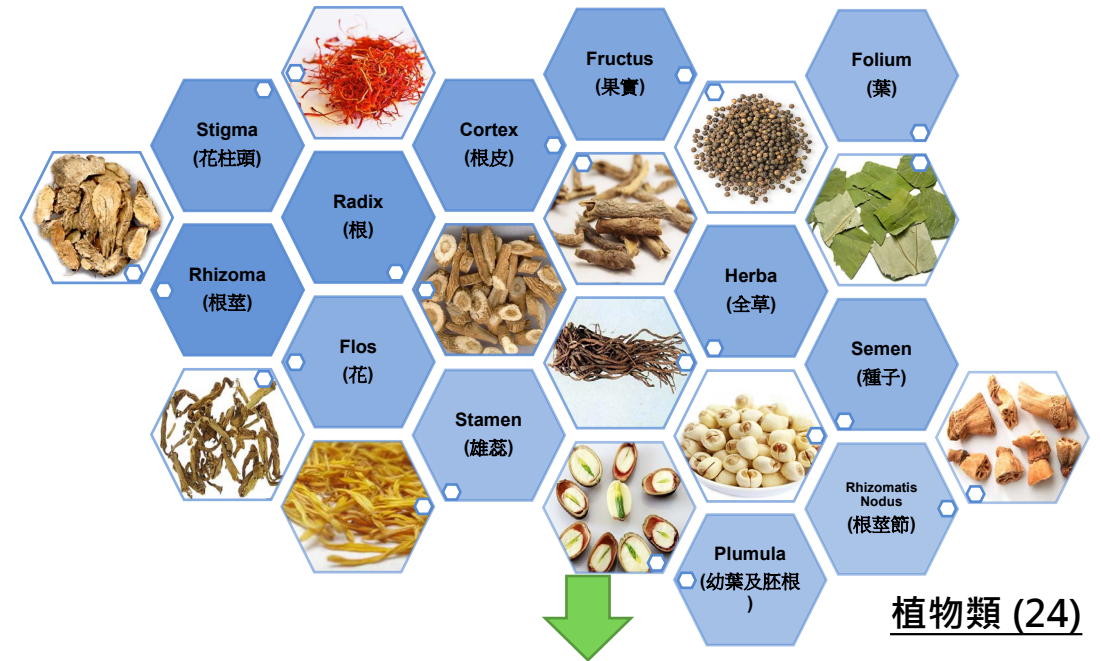 Stigma
(花柱頭)
Cortex
(根皮)
Fructus
(果實)
Folium
(葉)
Radix
(根)
Rhizoma
(根莖)
Herba
(全草)
Flos
(花)
Semen
(種子)
Stamen
(雄蕊)
Rhizomatis
Nodus
(根莖節)
Plumula
(幼葉及胚根
)
植物類 (24)